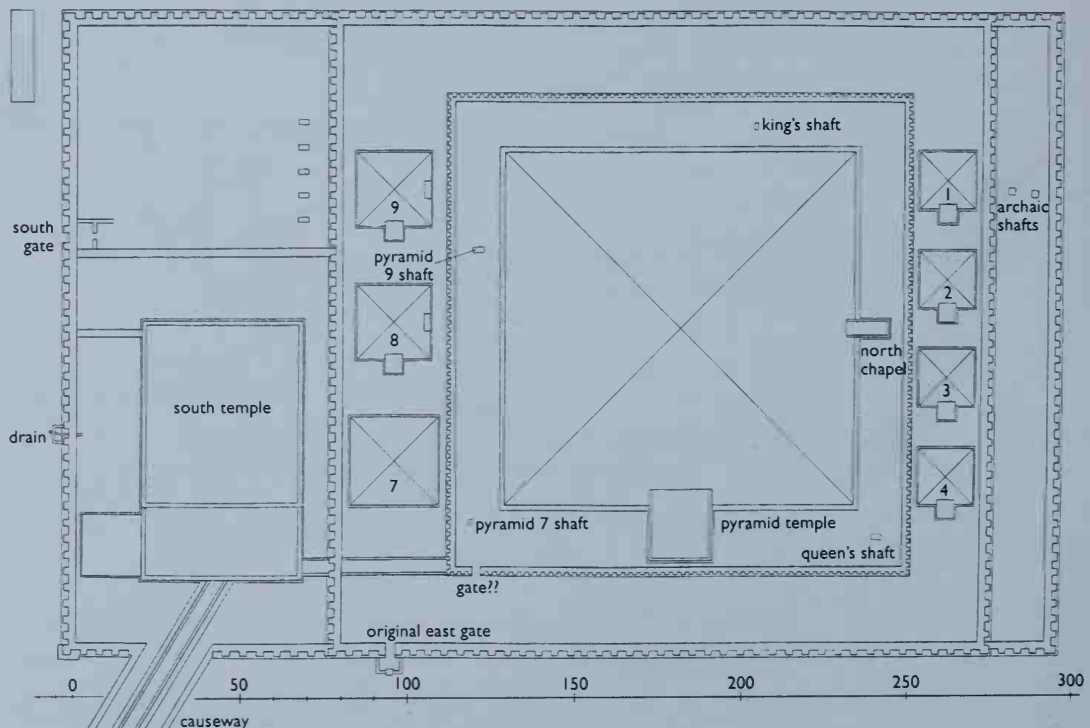 king's shaft
9
1
archaic
shafts
south
gate
pyramid
9 shaft
2
8
north
chapel
south temple
3
drain
7
4
pyramid 7 shaft
pyramid temple
queen's shaft
gate??
original east gate
0
50
100
150
200
250
300
causeway